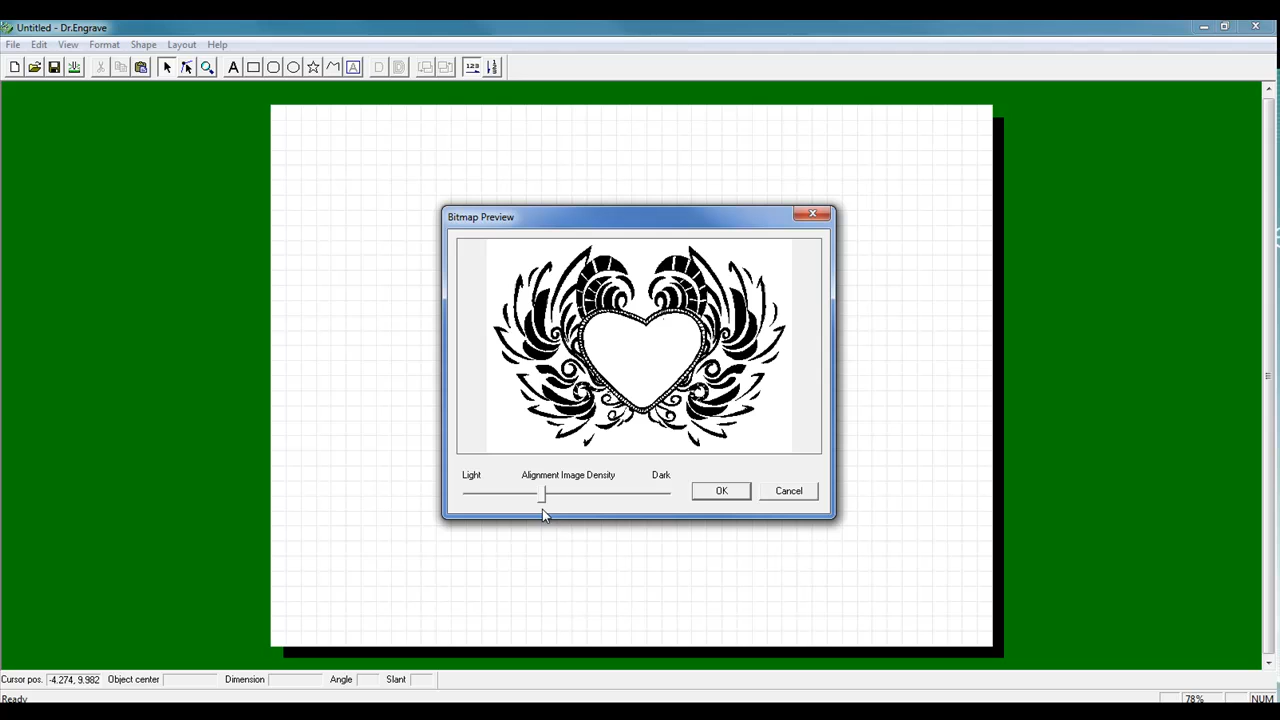 Untitled - Dr.Engrave
File Edit View Format Shape Layout Help
A A D 123
Bitmap Preview
Light Alignment Image Density Dark
OK Cancel
Cursor pos. -4.274, 9.982 Object center Dimension Angle Slant
Ready 78% NUM